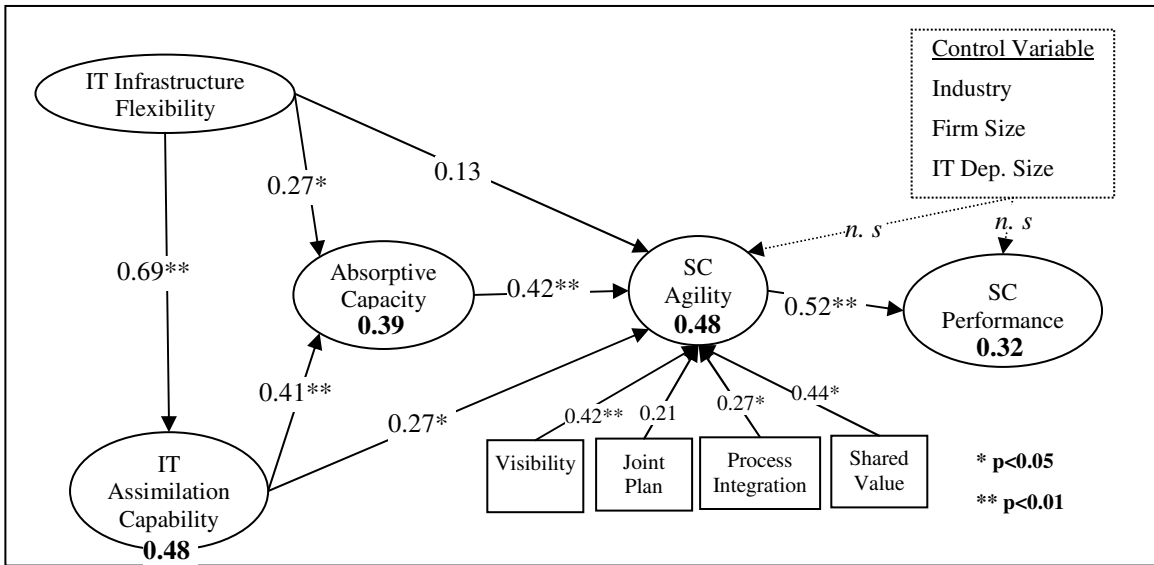 Control Variable
Industry
Firm Size
IT Dep. Size
IT Infrastructure
Flexibility
0.27*
0.13
n. s
n. s
0.69**
Absorptive
Capacity
0.39
0.42**
SC
Agility
0.48
0.52**
SC
Performance
0.32
0.41**
0.27*
0.42**
0.21
0.27*
0.44*
IT
Assimilation
Capability
0.48
Visibility
Joint
Plan
Process
Integration
Shared
Value
* p<0.05
** p<0.01